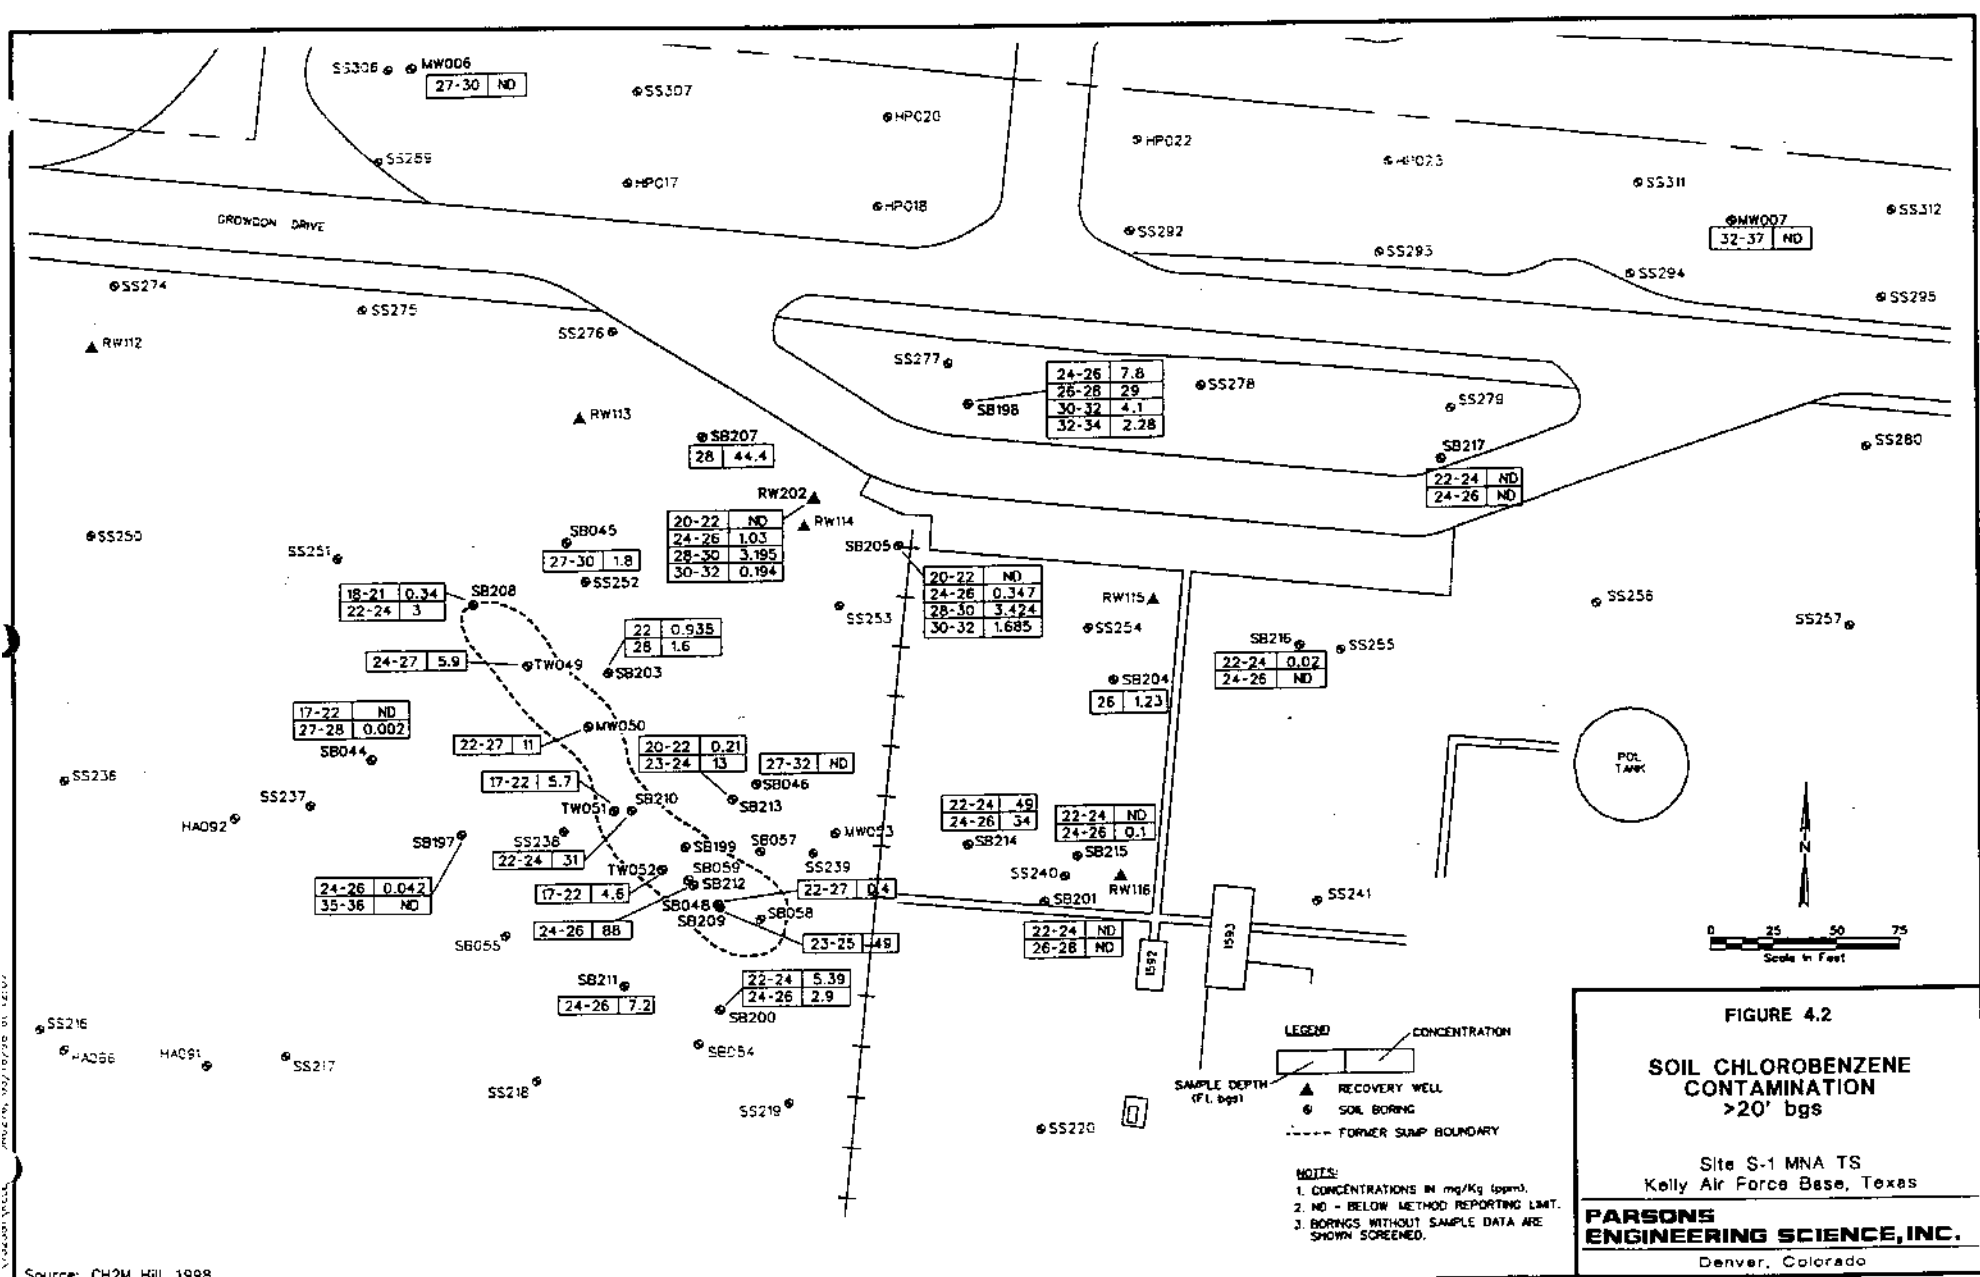 SS306
MW006
27-30 ND
SS307
HP020
HP022
HP023
SS311
SS312
SS269
HP017
HP018
SS292
SS293
MW007
32-37 ND
SS294
SS295
GROWDON DRIVE
SS274
SS275
SS276
RW112
RW113
SS277
SB198
24-26 7.8
26-28 29
30-32 4.1
32-34 2.28
SS278
SS279
SB217
22-24 ND
24-26 ND
SS280
SB207
28 44.4
RW202
RW114
20-22 ND
24-26 1.03
28-30 3.195
30-32 0.194
SS250
SS251
SB045
27-30 1.8
SS252
SB205
20-22 ND
24-26 0.347
28-30 3.424
30-32 1.685
SS253
RW115
SS254
SS256
SS257
18-21 0.34
22-24 3
SB208
22 0.935
28 1.6
SB203
24-27 5.9
TW049
SB216
SS255
22-24 0.02
24-26 ND
SB204
26 1.23
17-22 ND
27-28 0.002
SB044
MW050
22-27 11
20-22 0.21
23-24 13
27-32 ND
SB046
SB213
POL
TANK
SS236
SS237
HA092
17-22 5.7
TW051
SB210
SB197
SS238
22-24 31
SB199
SB057
MW053
SS239
22-24 49
24-26 34
SB214
22-24 ND
24-26 0.1
SB215
SS240
RW116
SB201
22-24 ND
26-28 ND
SS241
N
24-26 0.042
35-36 ND
TW052
SB059
SB212
17-22 4.6
22-27 0.4
SB048
SB209
SB058
24-26 88
23-25 49
SB055
SB211
24-26 7.2
22-24 5.39
24-26 2.9
SB200
SB054
1592
1593
0 25 50 75
Scale in Feet
SS216
HA091
SS217
SS218
SS219
SS220
LEGEND
CONCENTRATION
SAMPLE DEPTH
(Ft. bgs)
RECOVERY WELL
SOIL BORING
FORMER SUMP BOUNDARY
NOTES:
1. CONCENTRATIONS IN mg/Kg (ppm).
2. ND - BELOW METHOD REPORTING LIMIT.
3. BORINGS WITHOUT SAMPLE DATA ARE
SHOWN SCREENED.
FIGURE 4.2
SOIL CHLOROBENZENE
CONTAMINATION
>20' bgs
Site S-1 MNA TS
Kelly Air Force Base, Texas
PARSONS
ENGINEERING SCIENCE, INC.
Denver, Colorado
Source: CH2M Hill, 1998